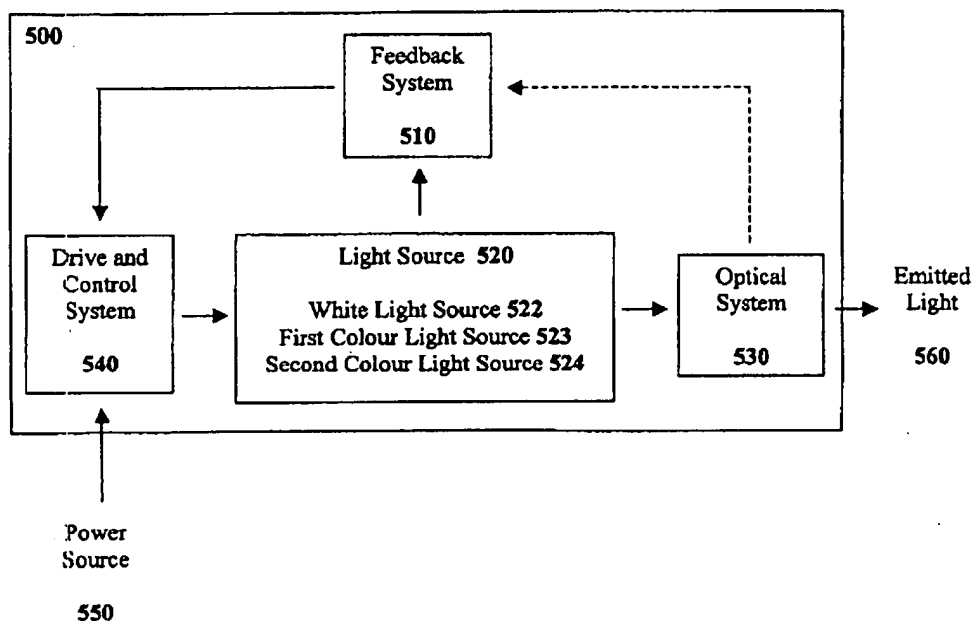 500
Feedback
System
510
Drive and
Control
System
540
Light Source 520
White Light Source 522
First Colour Light Source 523
Second Colour Light Source 524
Optical
System
530
Emitted
Light
560
Power
Source
550